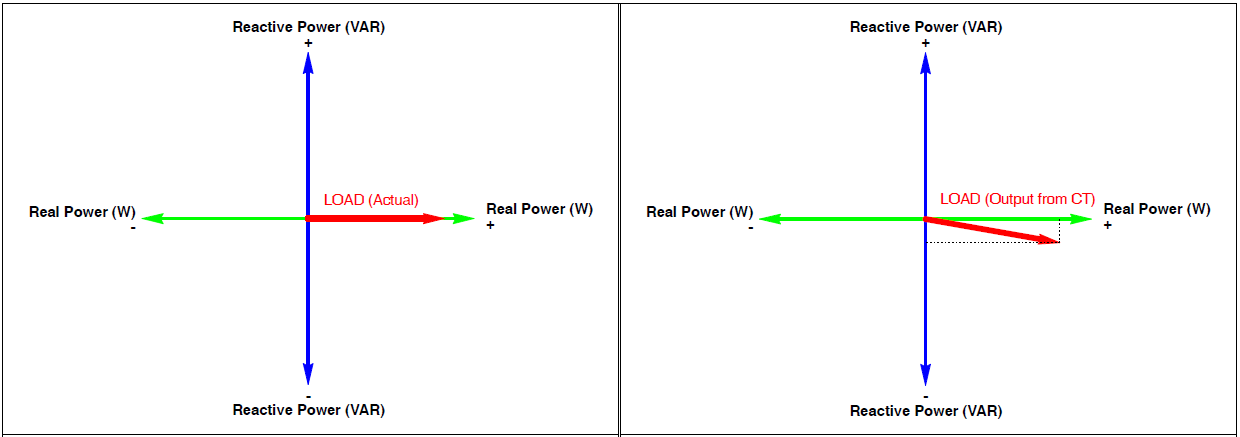 Reactive Power (VAR)
+
LOAD (Actual)
Real Power (W)
-
Real Power (W)
+
-
Reactive Power (VAR)
Reactive Power (VAR)
+
LOAD (Output from CT)
Real Power (W)
-
Real Power (W)
+
-
Reactive Power (VAR)